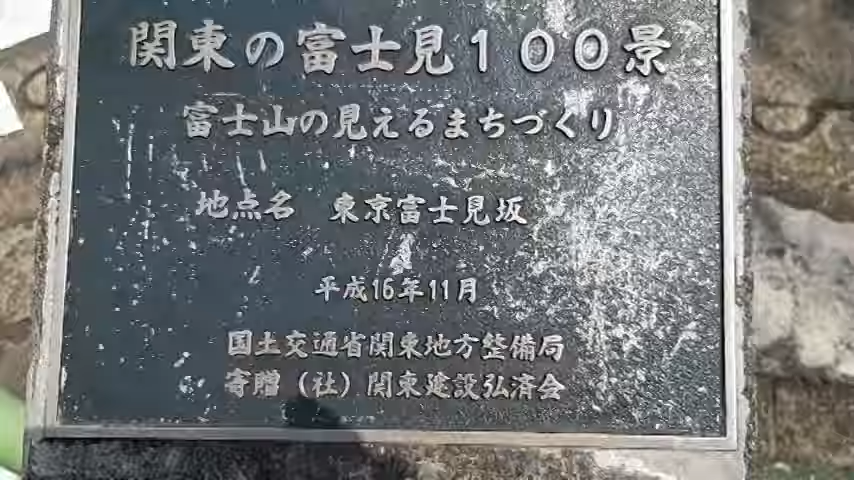 関東の富士見１００景
富士山の見えるまちづくり
地点名　東京富士見坂
平成16年11月
国土交通省関東地方整備局
寄贈（社）関東建設弘済会